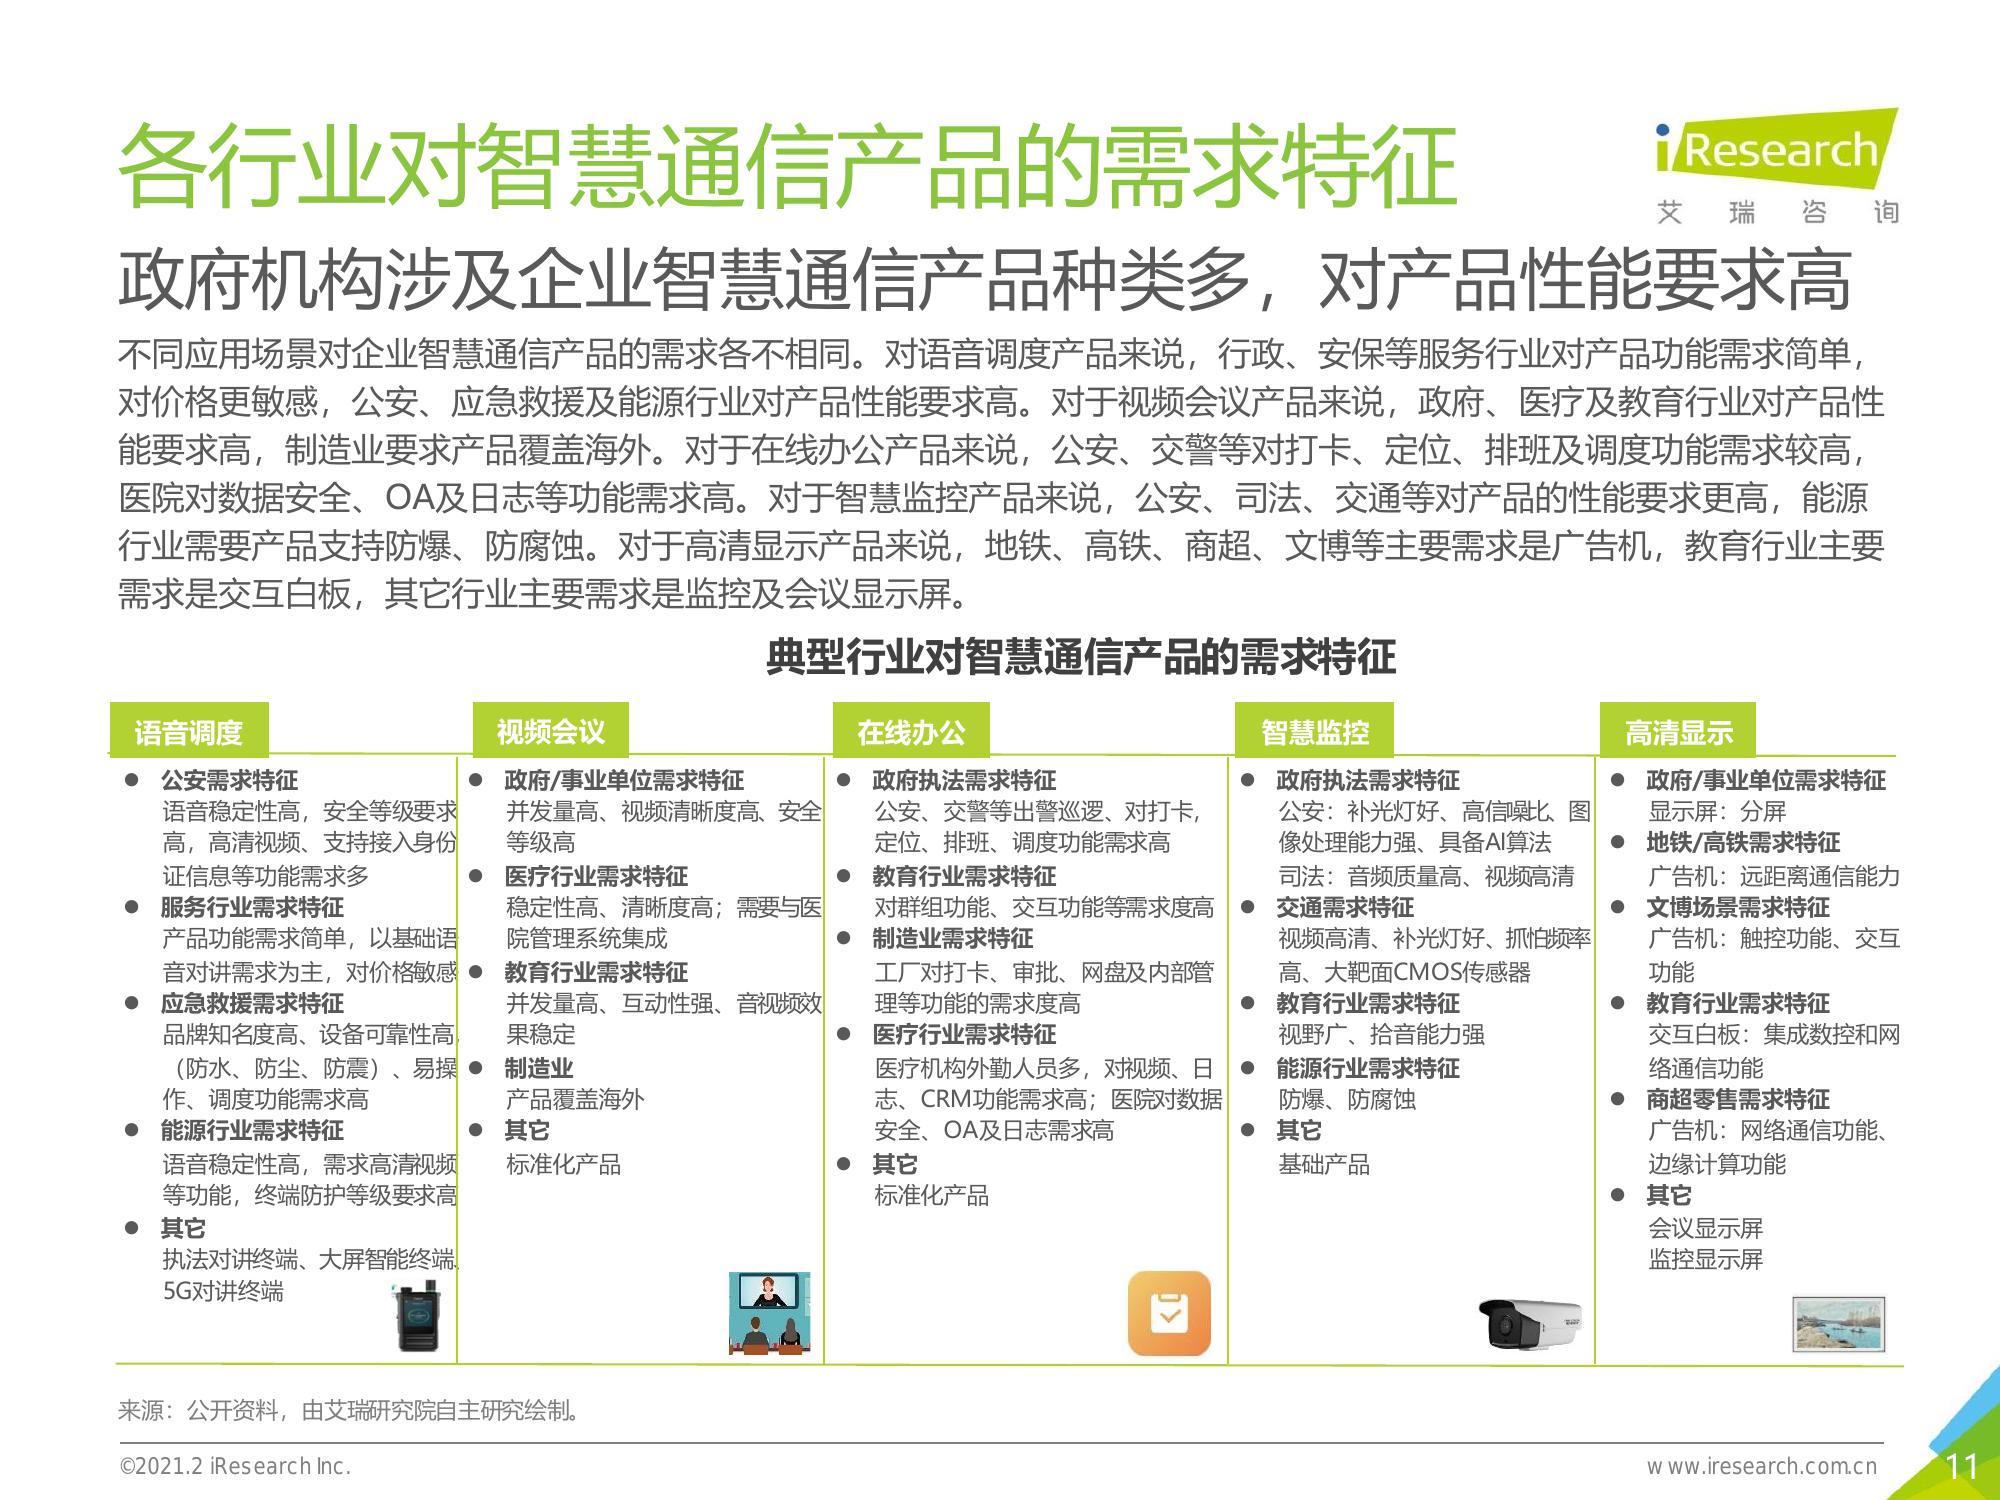 各行业对智慧通信产品的需求特征
iResearch
艾瑞咨询
政府机构涉及企业智慧通信产品种类多，对产品性能要求高
不同应用场景对企业智慧通信产品的需求各不相同。对语音调度产品来说，行政、安保等服务行业对产品功能需求简单，
对价格更敏感，公安、应急救援及能源行业对产品性能要求高。对于视频会议产品来说，政府、医疗及教育行业对产品性
能要求高，制造业要求产品覆盖海外。对于在线办公产品来说，公安、交警等对打卡、定位、排班及调度功能需求较高，
医院对数据安全、OA及日志等功能需求高。对于智慧监控产品来说，公安、司法、交通等对产品的性能要求更高，能源
行业需要产品支持防爆、防腐蚀。对于高清显示产品来说，地铁、高铁、商超、文博等主要需求是广告机，教育行业主要
需求是交互白板，其它行业主要需求是监控及会议显示屏。
典型行业对智慧通信产品的需求特征
语音调度
● 公安需求特征
语音稳定性高，安全等级要求
高，高清视频、支持接入身份
证信息等功能需求多
● 服务行业需求特征
产品功能需求简单，以基础语
音对讲需求为主，对价格敏感
● 应急救援需求特征
品牌知名度高、设备可靠性高
（防水、防尘、防震）、易操
作、调度功能需求高
● 能源行业需求特征
语音稳定性高，需求高清视频
等功能，终端防护等级要求高
● 其它
执法对讲终端、大屏智能终端、
5G对讲终端
视频会议
● 政府/事业单位需求特征
并发量高、视频清晰度高、安全
等级高
● 医疗行业需求特征
稳定性高、清晰度高；需要与医
院管理系统集成
● 教育行业需求特征
并发量高、互动性强、音视频效
果稳定
● 制造业
产品覆盖海外
● 其它
标准化产品
在线办公
● 政府执法需求特征
公安、交警等出警巡逻、对打卡，
定位、排班、调度功能需求高
● 教育行业需求特征
对群组功能、交互功能等需求度高
● 制造业需求特征
工厂对打卡、审批、网盘及内部管
理等功能的需求度高
● 医疗行业需求特征
医疗机构外勤人员多，对视频、日
志、CRM功能需求高；医院对数据
安全、OA及日志需求高
● 其它
标准化产品
智慧监控
● 政府执法需求特征
公安：补光灯好、高信噪比、图
像处理能力强、具备AI算法
司法：音频质量高、视频高清
● 交通需求特征
视频高清、补光灯好、抓怕频率
高、大靶面CMOS传感器
● 教育行业需求特征
视野广、拾音能力强
● 能源行业需求特征
防爆、防腐蚀
● 其它
基础产品
高清显示
● 政府/事业单位需求特征
显示屏：分屏
● 地铁/高铁需求特征
广告机：远距离通信能力
● 文博场景需求特征
广告机：触控功能、交互
功能
● 教育行业需求特征
交互白板：集成数控和网
络通信功能
● 商超零售需求特征
广告机：网络通信功能、
边缘计算功能
● 其它
会议显示屏
监控显示屏
来源：公开资料，由艾瑞研究院自主研究绘制。
©2021.2 iResearch Inc.
www.iresearch.com.cn
11